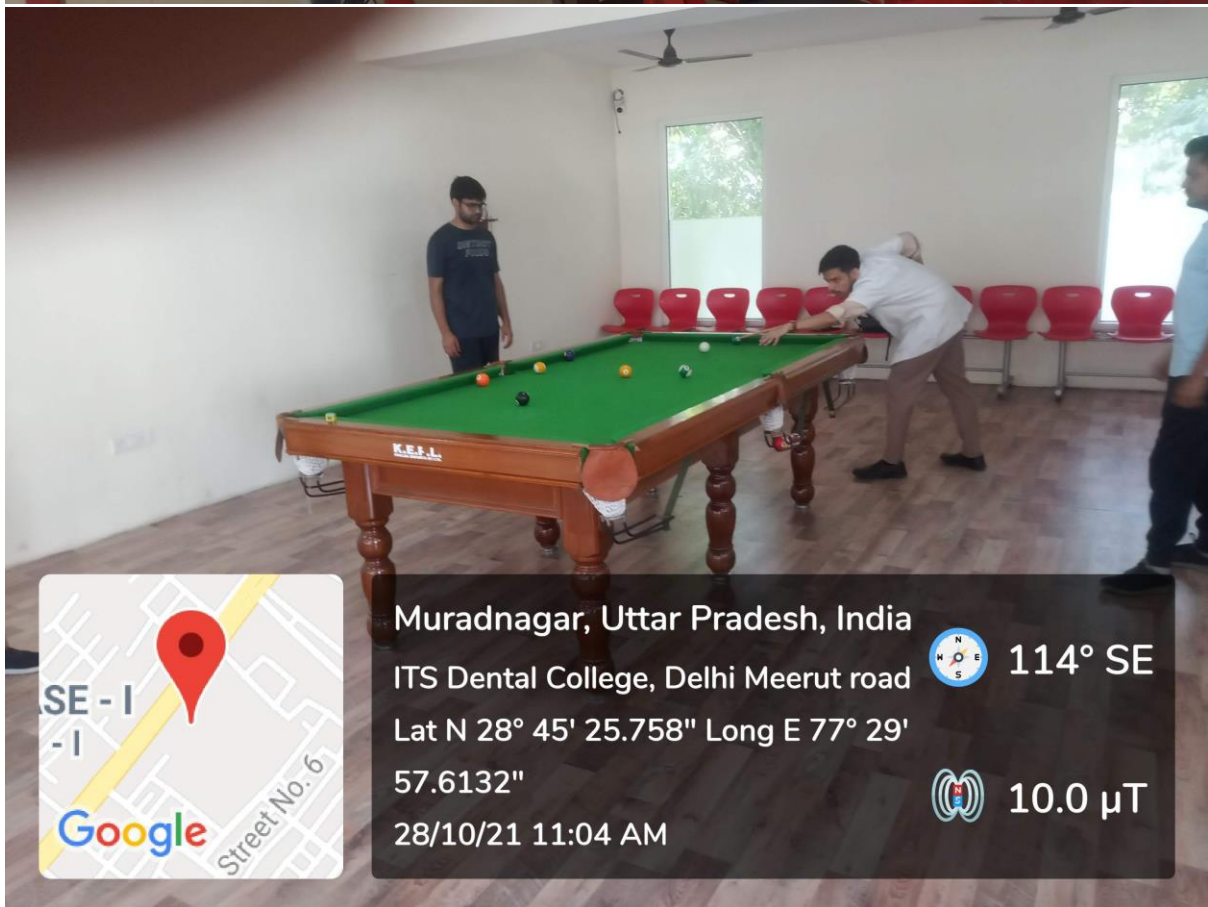 K.E.F.L.
Muradnagar, Uttar Pradesh, India
ITS Dental College, Delhi Meerut road
Lat N 28° 45' 25.758" Long E 77° 29'
57.6132"
28/10/21 11:04 AM
N
W E
S
114° SE
N
S
10.0 µT
SE - I
- I
Google
Street No. 6